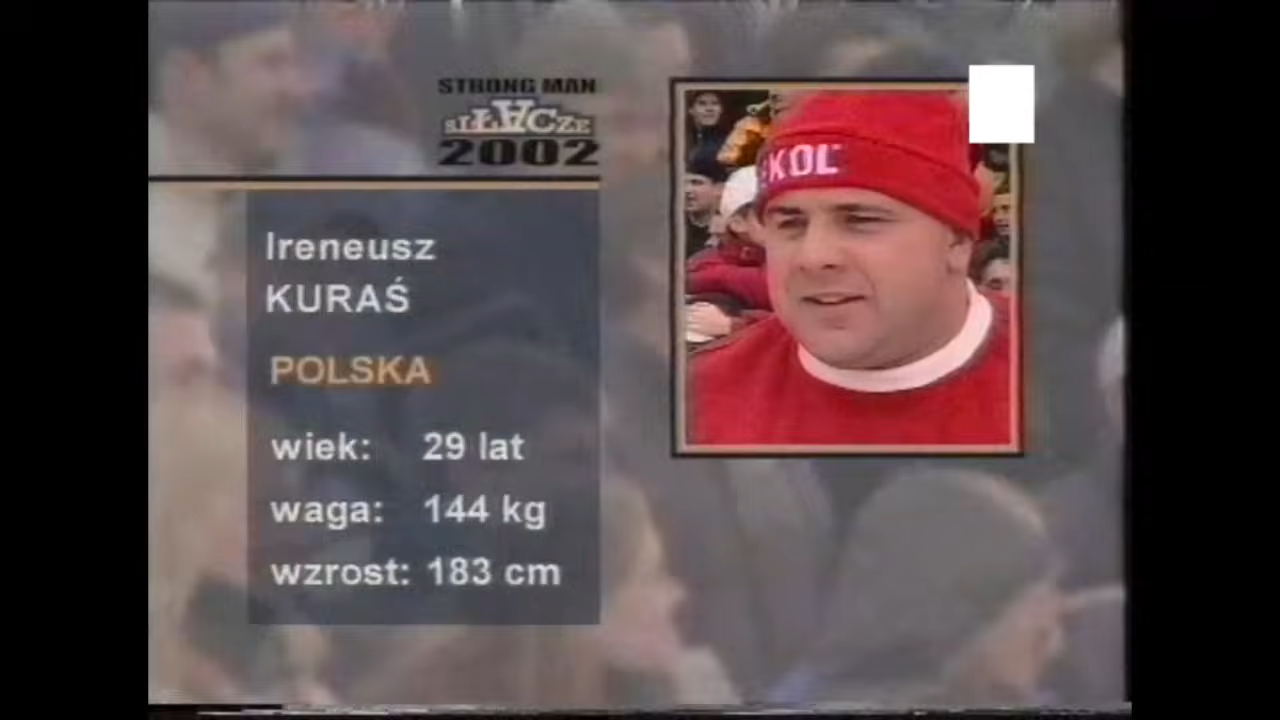 STRONG MAN
SIŁACZE
2002
Ireneusz
KURAŚ
POLSKA
wiek: 29 lat
waga: 144 kg
wzrost: 183 cm
KOL